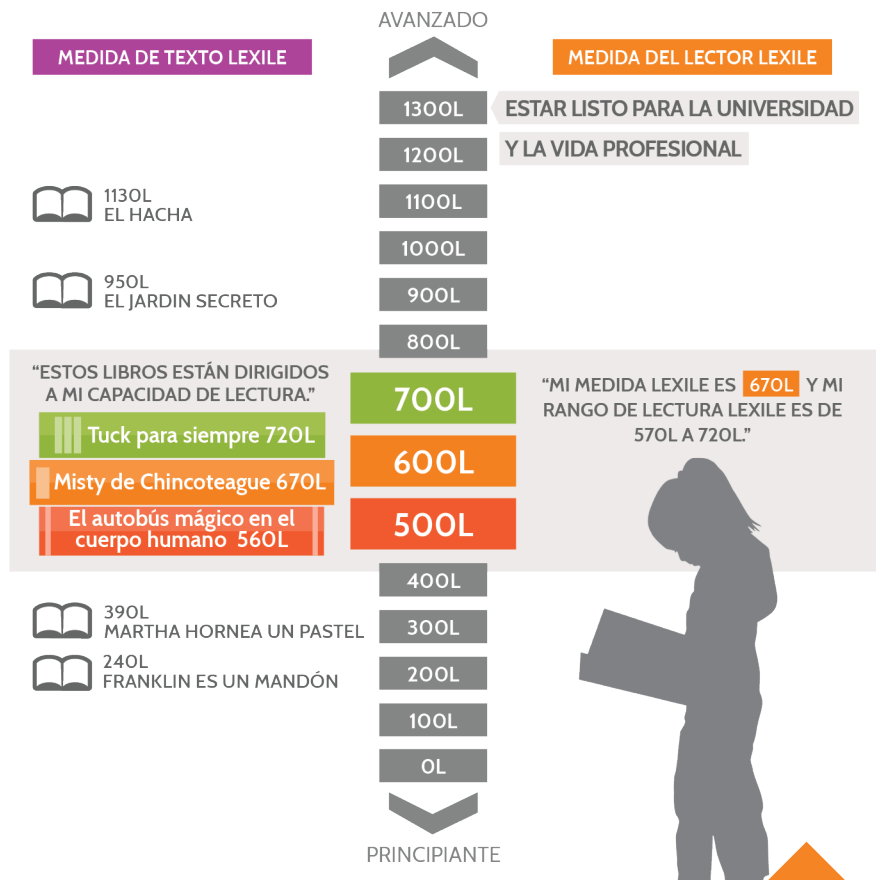 AVANZADO
MEDIDA DE TEXTO LEXILE
MEDIDA DEL LECTOR LEXILE
1300L
ESTAR LISTO PARA LA UNIVERSIDAD
1200L
Y LA VIDA PROFESIONAL
1130L
EL HACHA
1100L
1000L
950L
EL JARDIN SECRETO
900L
800L
“ESTOS LIBROS ESTÁN DIRIGIDOS
A MI CAPACIDAD DE LECTURA.”
Tuck para siempre 720L
Misty de Chincoteague 670L
El autobús mágico en el
cuerpo humano 560L
700L
600L
500L
“MI MEDIDA LEXILE ES 670L Y MI
RANGO DE LECTURA LEXILE ES DE
570L A 720L.”
400L
390L
MARTHA HORNEA UN PASTEL
300L
240L
FRANKLIN ES UN MANDÓN
200L
100L
0L
PRINCIPIANTE